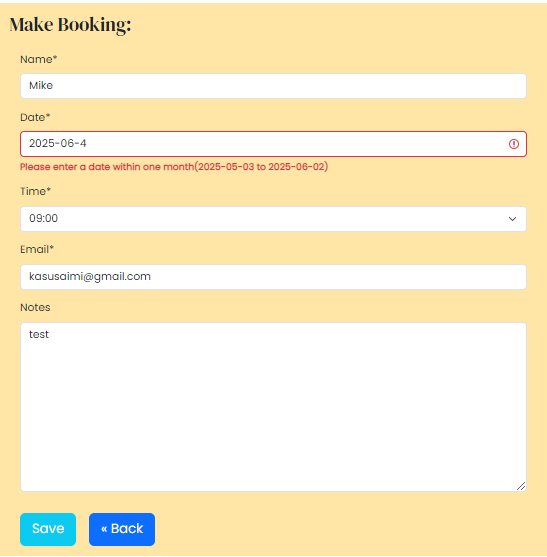 Make Booking:
Name*
Mike
Date*
2025-06-4
Please enter a date within one month(2025-05-03 to 2025-06-02)
Time*
09:00
Email*
kasusaimi@gmail.com
Notes
test
Save
« Back